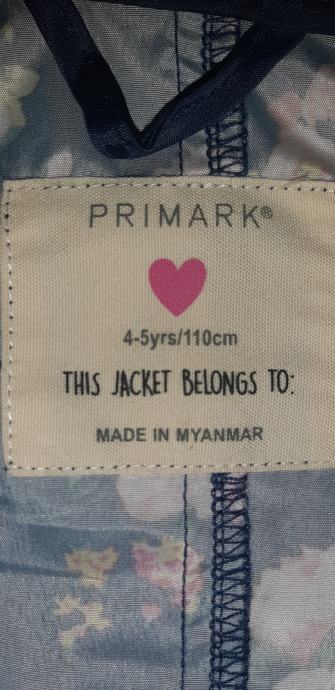 PRIMARK®
4-5yrs/110cm
THIS JACKET BELONGS TO:
MADE IN MYANMAR